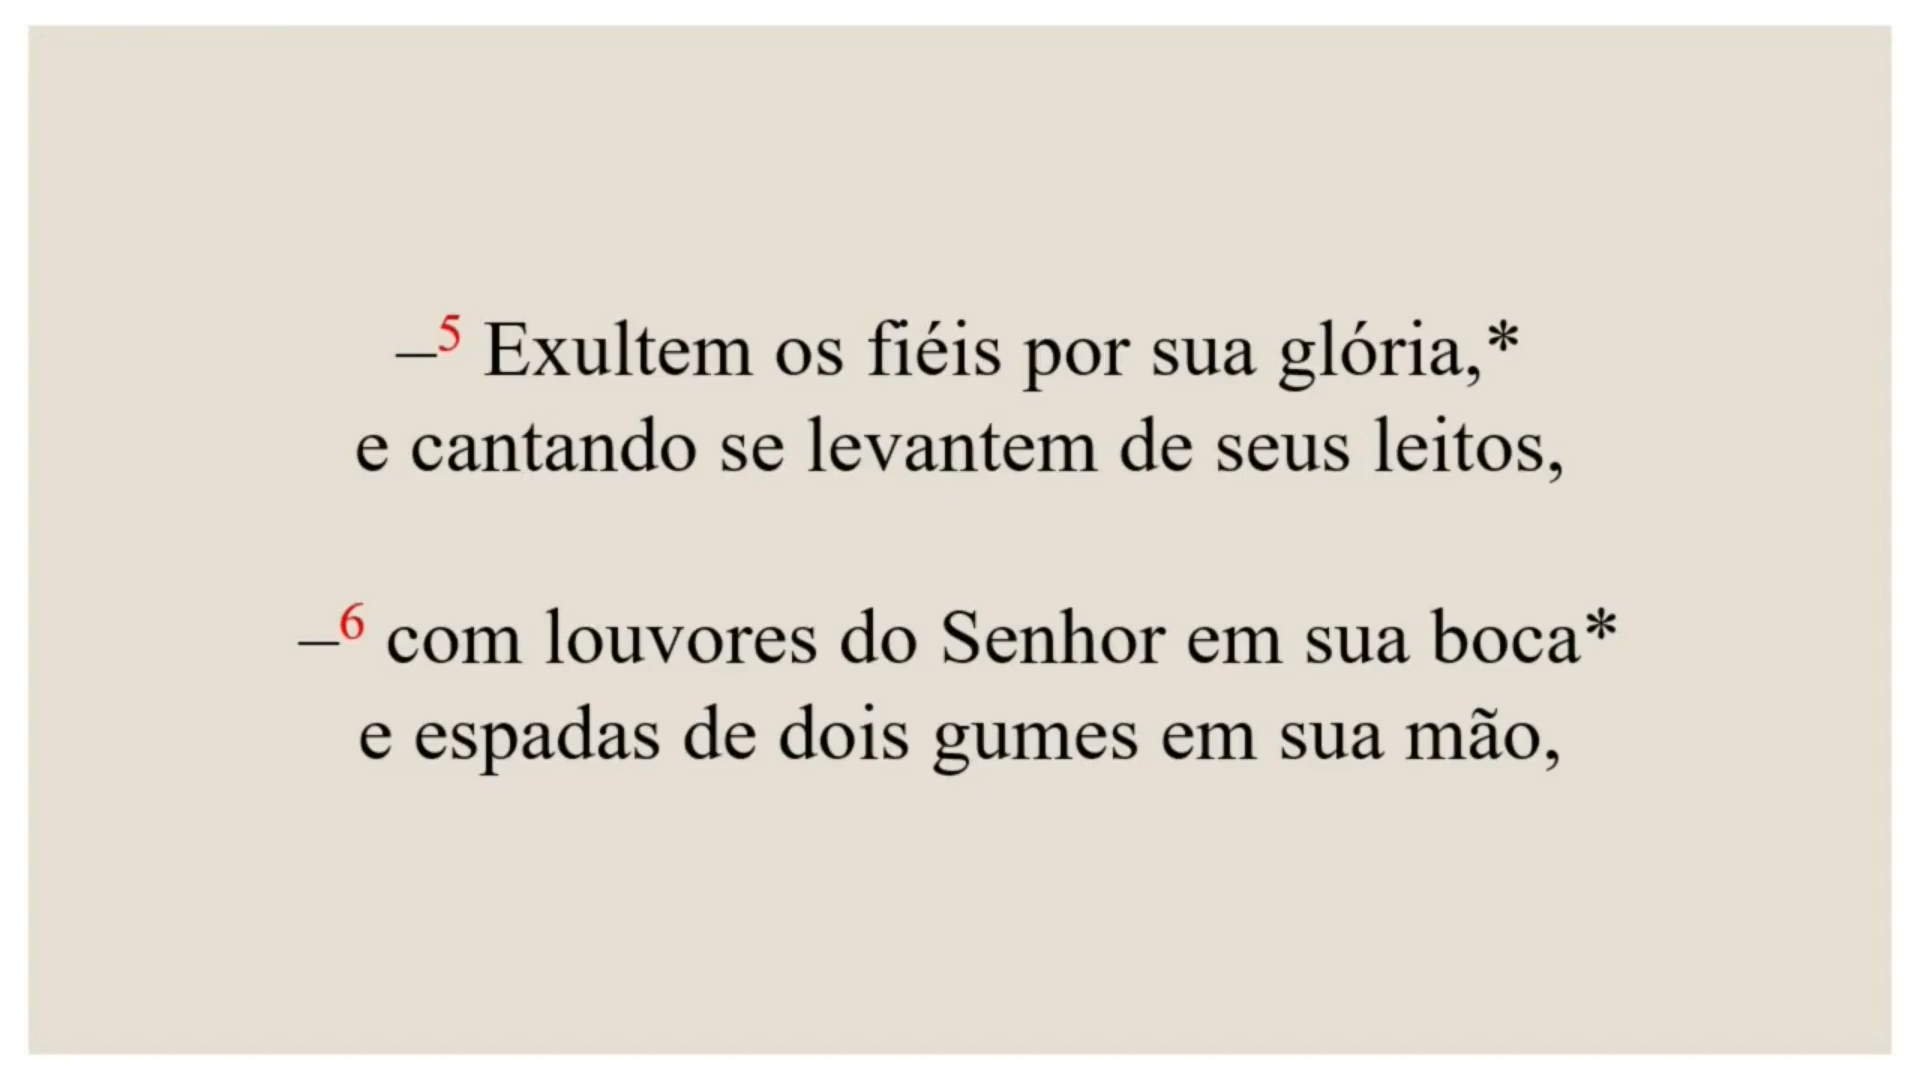 –5 Exultem os fiéis por sua glória,*
e cantando se levantem de seus leitos,
–6 com louvores do Senhor em sua boca*
e espadas de dois gumes em sua mão,